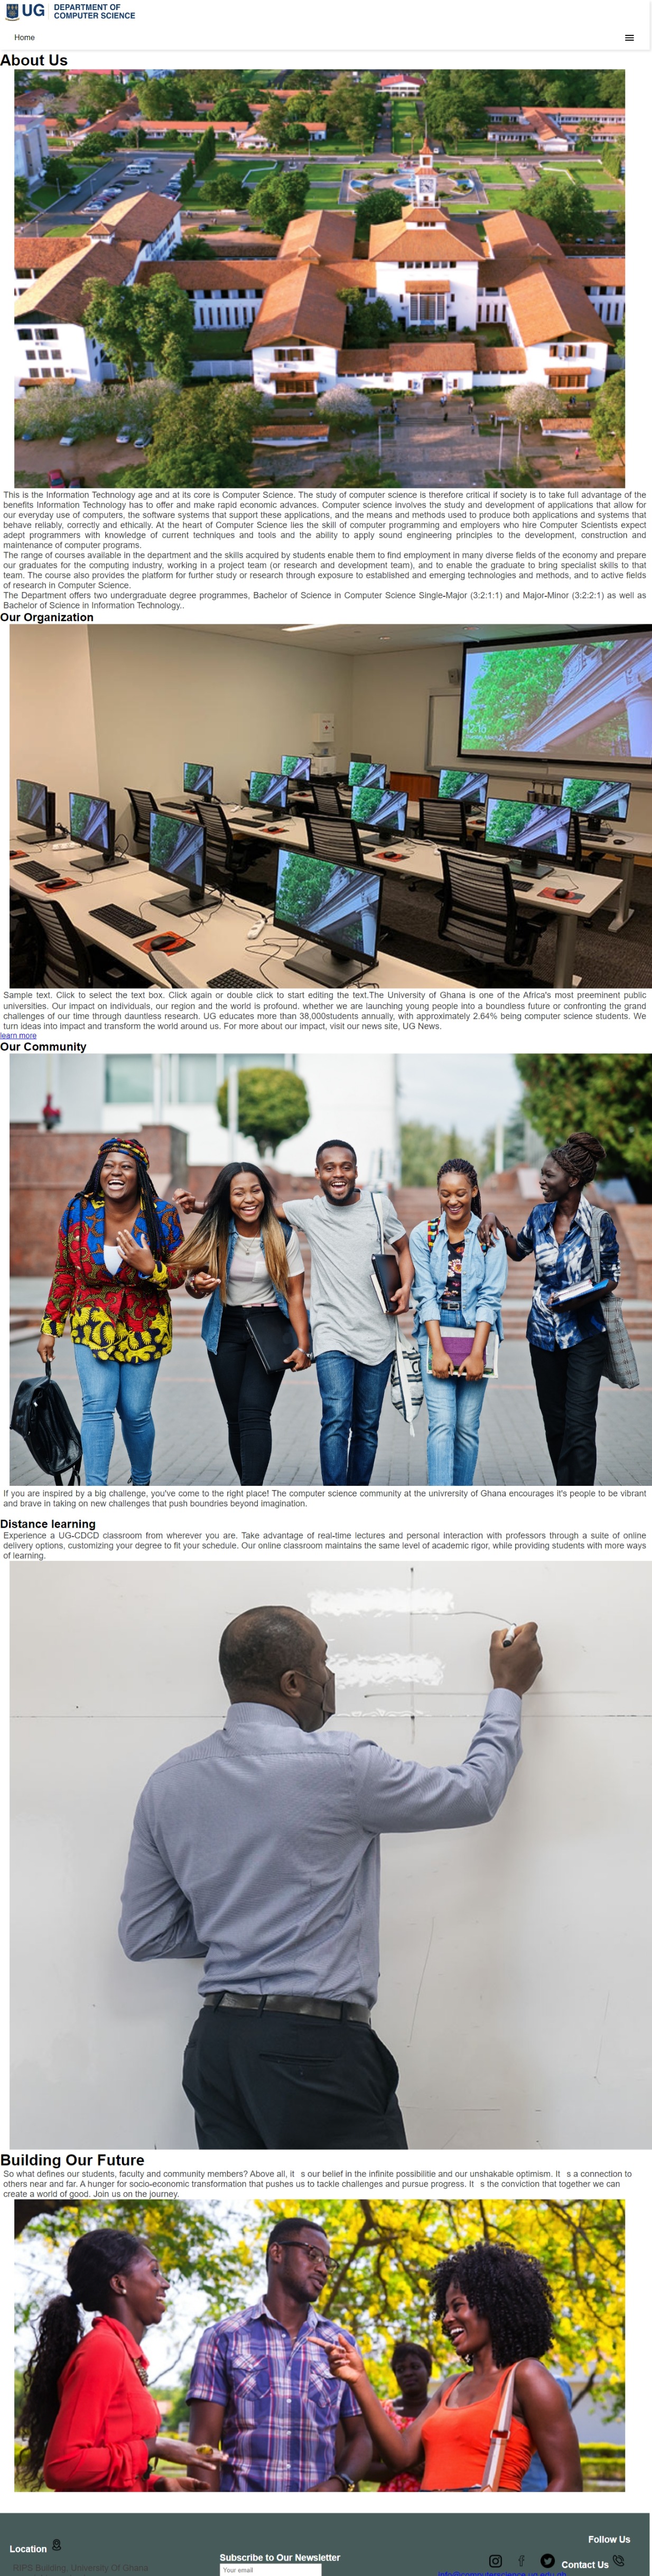 UG DEPARTMENT OF
COMPUTER SCIENCE
Home
About Us
This is the Information Technology age and at its core is Computer Science. The study of computer science is therefore critical if society is to take full advantage of the
benefits Information Technology has to offer and make rapid economic advances. Computer science involves the study and development of applications that allow for
our everyday use of computers, the software systems that support these applications, and the means and methods used to produce both applications and systems that
behave reliably, correctly and ethically. At the heart of Computer Science lies the skill of computer programming and employers who hire Computer Scientists expect
adept programmers with knowledge of current techniques and tools and the ability to apply sound engineering principles to the development, construction and
maintenance of computer programs.
The range of courses available in the department and the skills acquired by students enable them to find employment in many diverse fields of the economy and prepare
our graduates for the computing industry, working in a project team (or research and development team), and to enable the graduate to bring specialist skills to that
team. The course also provides the platform for further study or research through exposure to established and emerging technologies and methods, and to active fields
of research in Computer Science.
The Department offers two undergraduate degree programmes, Bachelor of Science in Computer Science Single-Major (3:2:1:1) and Major-Minor (3:2:2:1) as well as
Bachelor of Science in Information Technology..
Our Organization
12:16
Sample text. Click to select the text box. Click again or double click to start editing the text.The University of Ghana is one of the Africa's most preeminent public
universities. Our impact on individuals, our region and the world is profound, whether we are launching young people into a boundless future or confronting the grand
challenges of our time through dauntless research. UG educates more than 38,000students annually, with approximately 2.64% being computer science students. We
turn ideas into impact and transform the world around us. For more about our impact, visit our news site, UG News.
learn more
Our Community
If you are inspired by a big challenge, you've come to the right place! The computer science community at the univrersity of Ghana encourages it's people to be vibrant
and brave in taking on new challenges that push boundries beyond imagination.
Distance learning
Experience a UG-CDCD classroom from wherever you are. Take advantage of real-time lectures and personal interaction with professors through a suite of online
delivery options, customizing your degree to fit your schedule. Our online classroom maintains the same level of academic rigor, while providing students with more ways
of learning.
Building Our Future
So what defines our students, faculty and community members? Above all, it s our belief in the infinite possibilitie and our unshakable optimism. It s a connection to
others near and far. A hunger for socio-economic transformation that pushes us to tackle challenges and pursue progress. It s the conviction that together we can
create a world of good. Join us on the journey.
Follow Us
Location
Subscribe to Our Newsletter
Contact Us
RIPS Building, University Of Ghana
Your email
info@computerscience.ug.edu.gh